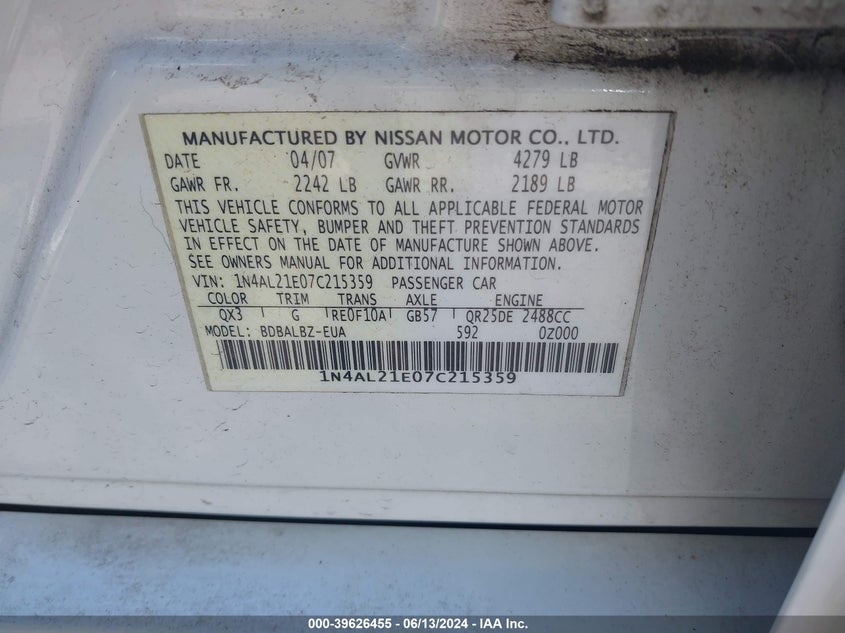 MANUFACTURED BY NISSAN MOTOR CO., LTD.
DATE 04/07 GVWR 4279 LB
GAWR FR. 2242 LB GAWR RR. 2189 LB
THIS VEHICLE CONFORMS TO ALL APPLICABLE FEDERAL MOTOR
VEHICLE SAFETY, BUMPER AND THEFT PREVENTION STANDARDS
IN EFFECT ON THE DATE OF MANUFACTURE SHOWN ABOVE.
SEE OWNERS MANUAL FOR ADDITIONAL INFORMATION.
VIN: 1N4AL21E07C215359 PASSENGER CAR
COLOR TRIM TRANS AXLE ENGINE
QX3 G RE0F10A GB57 QR25DE 2488CC
MODEL: BDBALBZ-EUA 592 0Z000
1N4AL21E07C215359
000-39626455 - 06/13/2024 - IAA Inc.